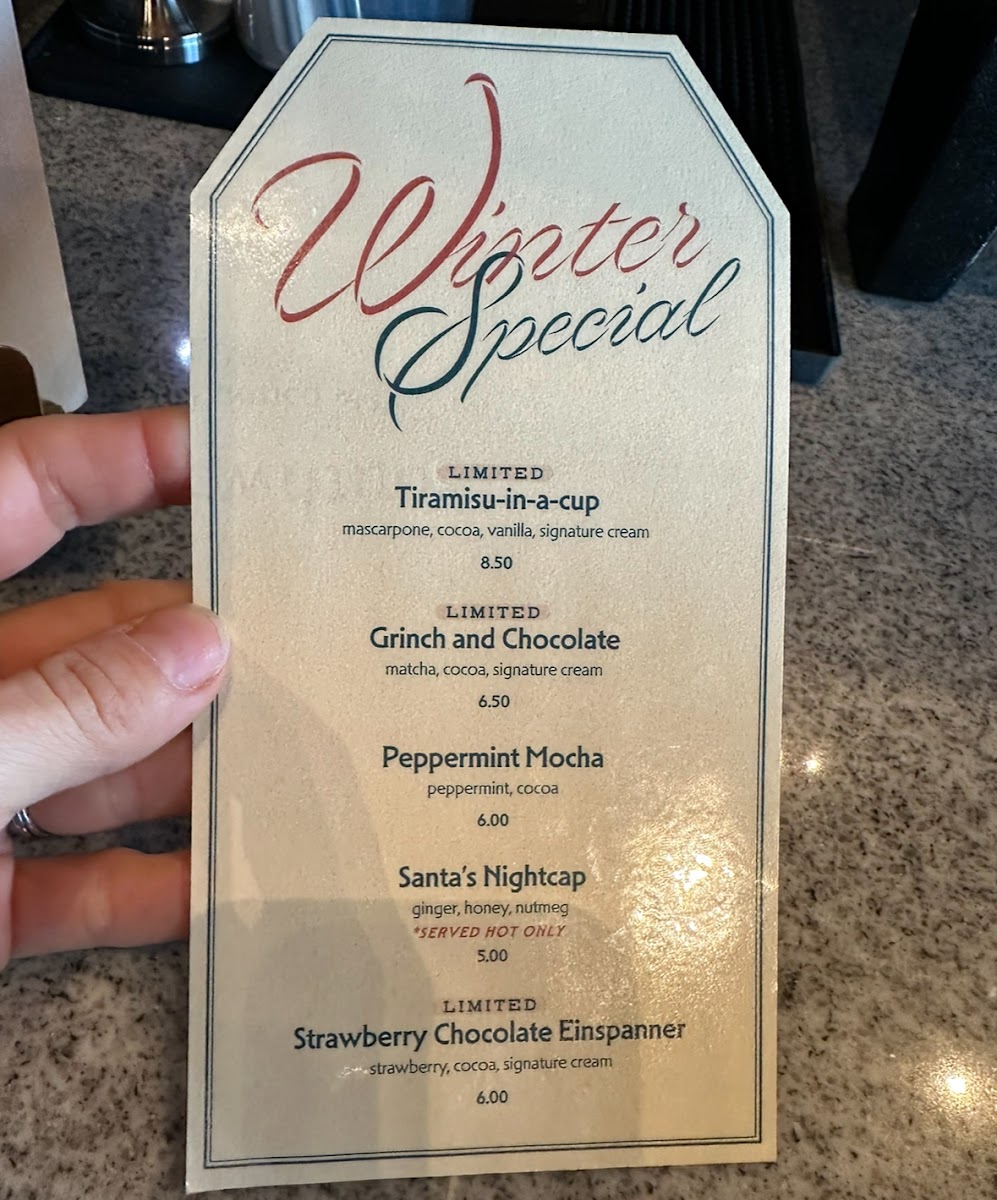 Winter
Special
LIMITED
Tiramisu-in-a-cup
mascarpone, cocoa, vanilla, signature cream
8.50
LIMITED
Grinch and Chocolate
matcha, cocoa, signature cream
6.50
Peppermint Mocha
peppermint, cocoa
6.00
Santa's Nightcap
ginger, honey, nutmeg
*SERVED HOT ONLY
5.00
LIMITED
Strawberry Chocolate Einspanner
strawberry, cocoa, signature cream
6.00